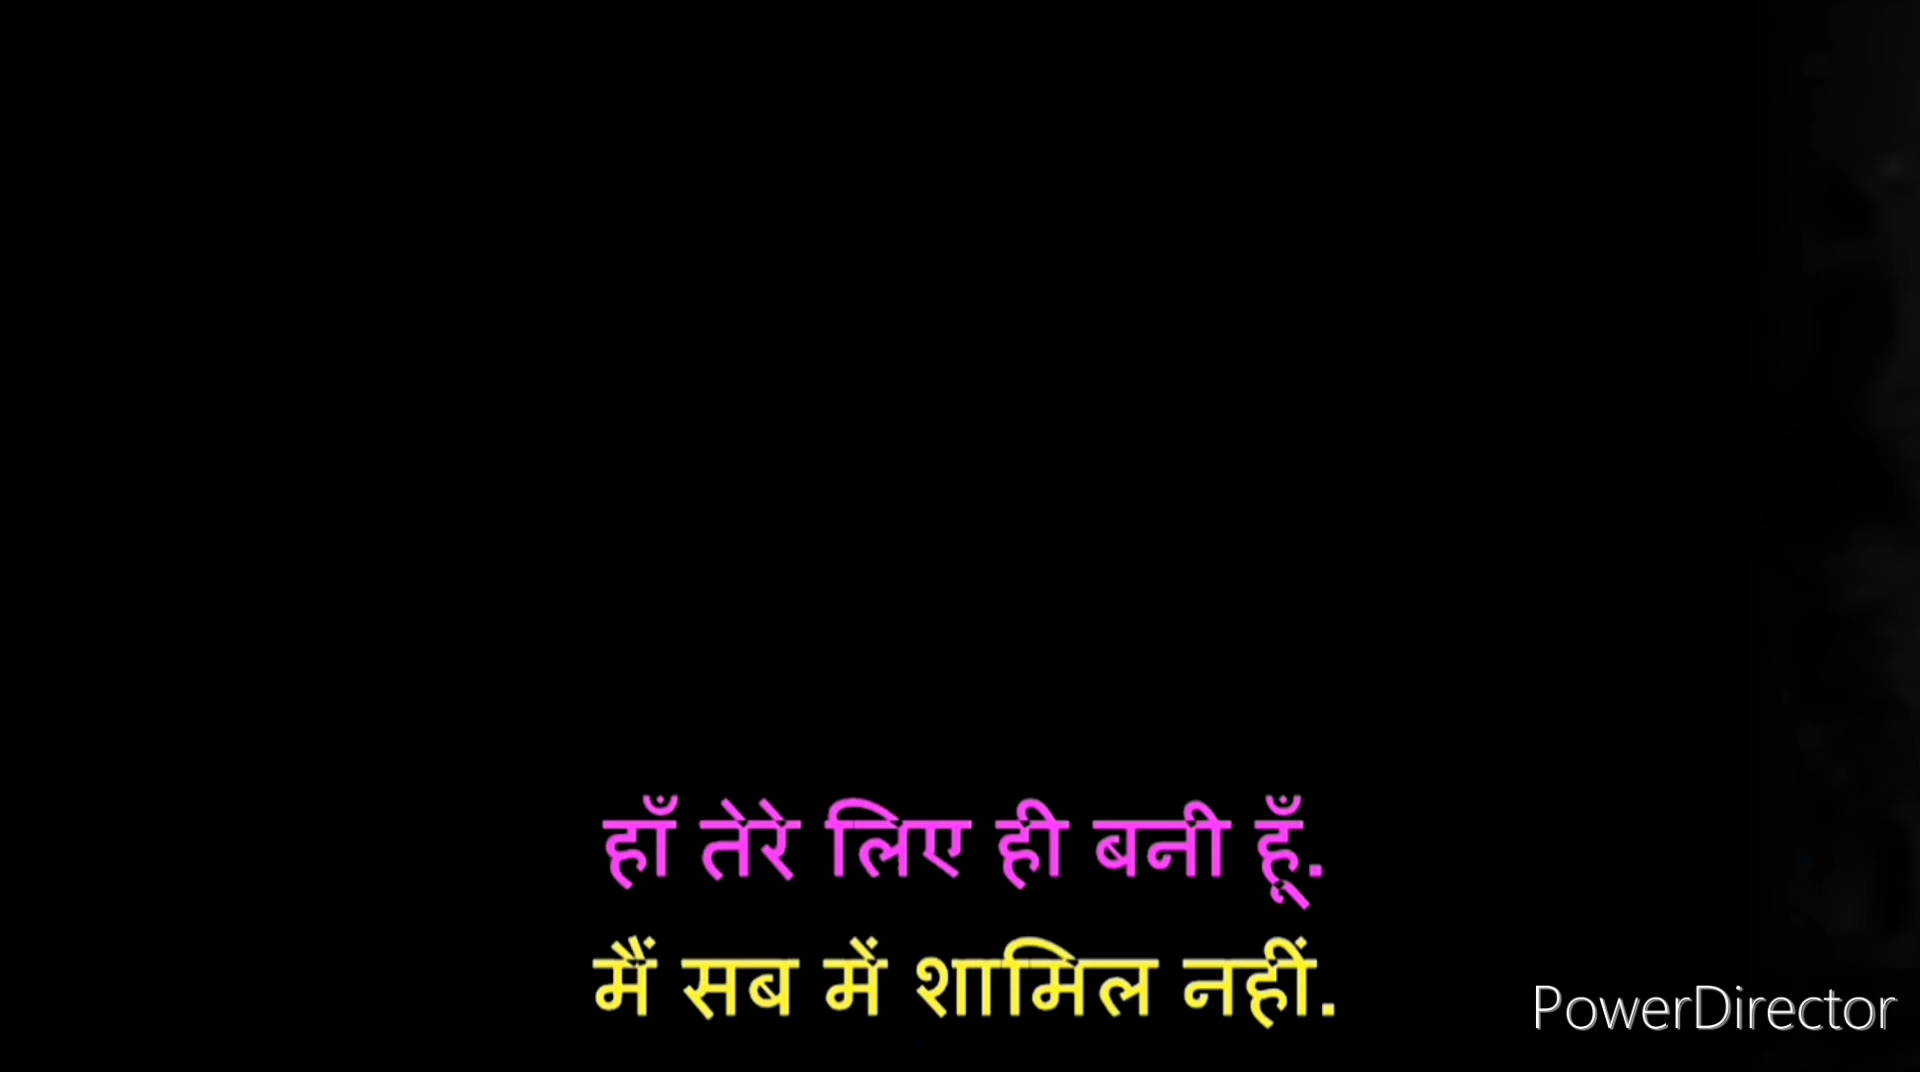 हाँ तेरे लिए ही बनी हूँ.
मैं सब में शामिल नहीं.
PowerDirector